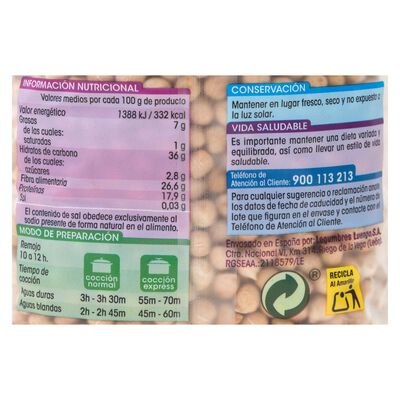 INFORMACIÓN NUTRICIONAL
Valores medios por cada 100 g de producto
Valor energético 1388 kJ / 332 kcal
Grasas 7 g
de las cuales:
saturadas 1 g
Hidratos de carbono 36 g
de los cuales:
azúcares 2,8 g
Fibra alimentaria 26,6 g
Proteínas 17,9 g
Sal 0,03 g
El contenido de sal obedece exclusivamente al
sodio presente de forma natural en el alimento.
MODO DE PREPARACIÓN
Remojo
10 a 12 h.
Tiempo de
cocción
cocción
normal
cocción
express
Aguas duras 3h - 3h 30m 55m - 70m
Aguas blandas 2h - 2h 45m 45m - 60m
CONSERVACIÓN
Mantener en lugar fresco, seco y no expuesto a
la luz solar.
VIDA SALUDABLE
Es importante mantener una dieta variada y
equilibrada, así como llevar un estilo de vida
saludable.
Teléfono de
Atención al Cliente: 900 113 213
Para cualquier sugerencia o reclamación anote
los datos de fecha de caducidad y el número de
lote que figuran en el envase y contacte con el
Teléfono de Atención al Cliente.
Envasado en España por: Legumbres Luengo, S.A.
Ctra. Nacional VI, Km 314. Riego de la Vega (León).
RGSEAA.:21.18579/LE
®
RECICLA
Al Amarillo